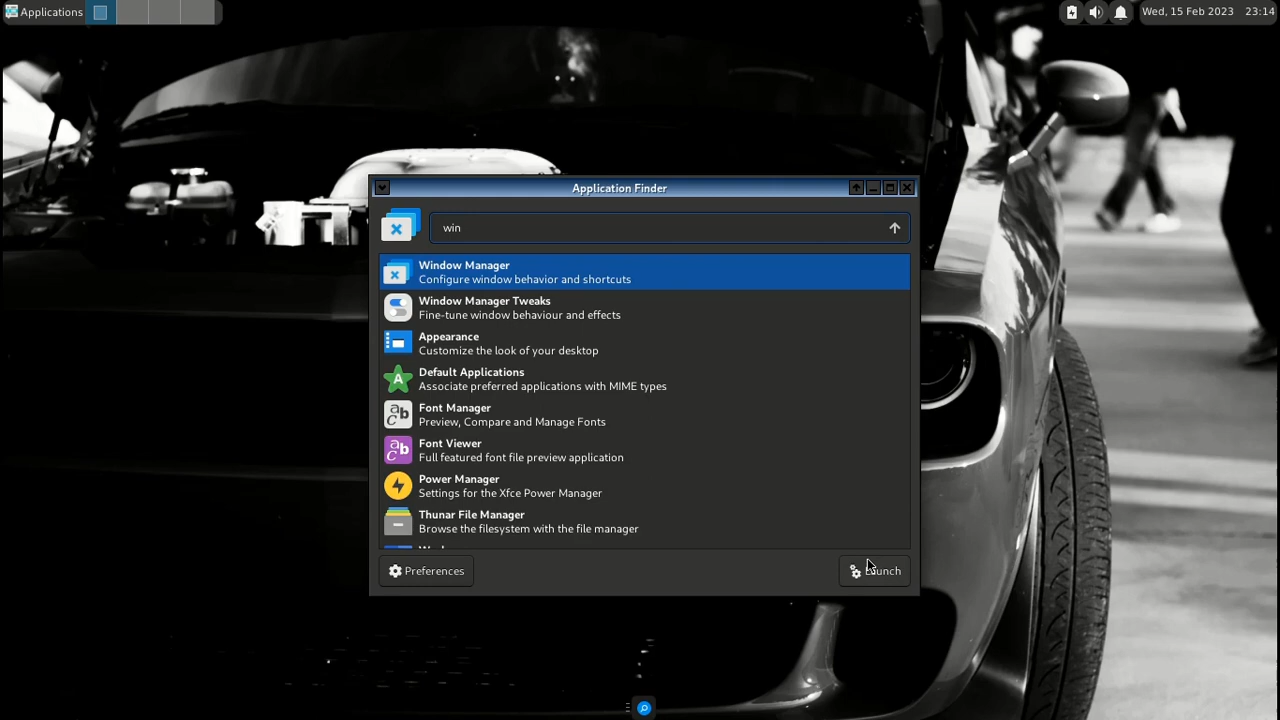 Applications
Wed, 15 Feb 2023 23:14
Application Finder
win
Window Manager
Configure window behavior and shortcuts
Window Manager Tweaks
Fine-tune window behaviour and effects
Appearance
Customize the look of your desktop
Default Applications
Associate preferred applications with MIME types
Font Manager
Preview, Compare and Manage Fonts
Font Viewer
Full featured font file preview application
Power Manager
Settings for the Xfce Power Manager
Thunar File Manager
Browse the filesystem with the file manager
Preferences
Launch